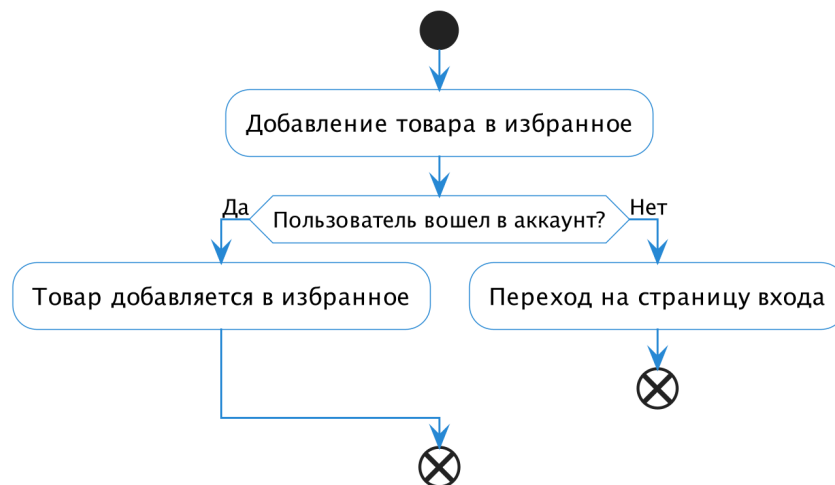 Добавление товара в избранное
Да
Пользователь вошел в аккаунт?
Нет
Товар добавляется в избранное
Переход на страницу входа